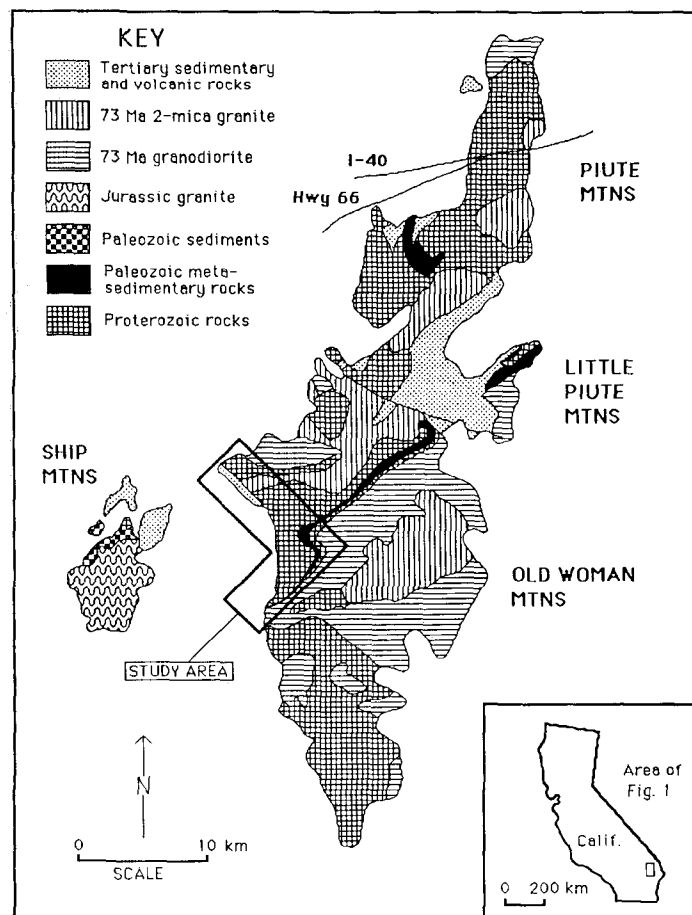 KEY
Tertiary sedimentary
and volcanic rocks
73 Ma 2-mica granite
73 Ma granodiorite
Jurassic granite
Paleozoic sediments
Paleozoic meta-
sedimentary rocks
Proterozoic rocks
I-40
Hwy 66
PIUTE
MTNS
LITTLE
PIUTE
MTNS
SHIP
MTNS
OLD WOMAN
MTNS
STUDY AREA
N
0 10 km
SCALE
Area of
Fig. 1
Calif.
0 200 km